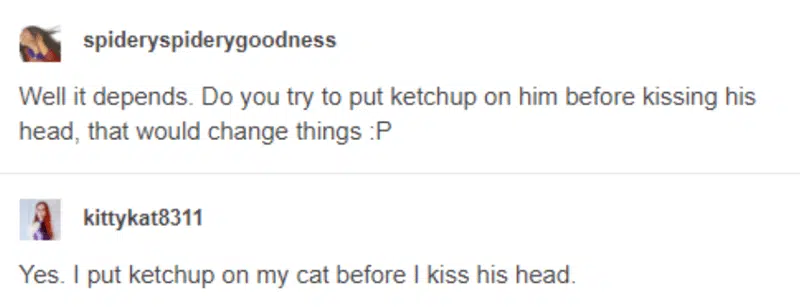 spideryspiderygoodness
Well it depends. Do you try to put ketchup on him before kissing his
head, that would change things :P
kittykat8311
Yes. I put ketchup on my cat before I kiss his head.